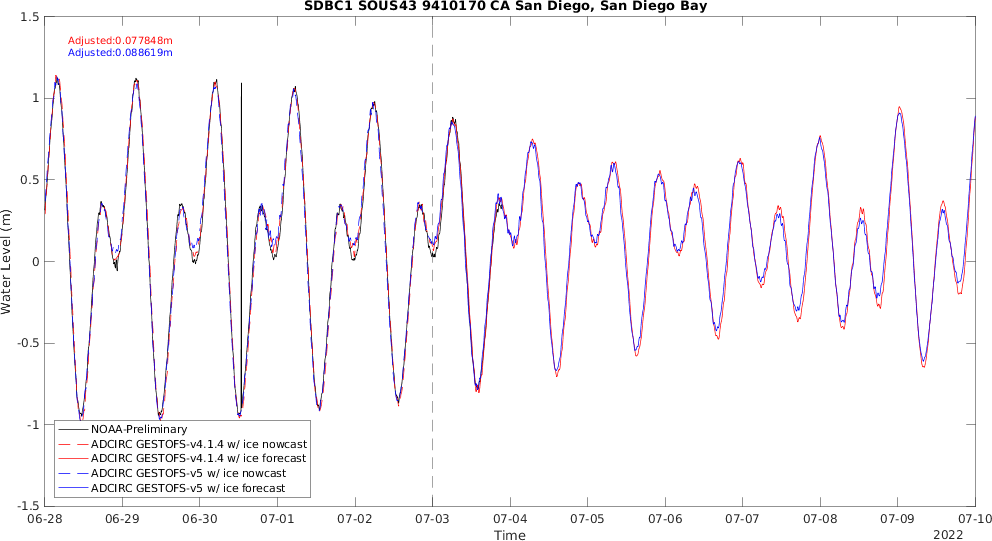 SDBC1 SOUS43 9410170 CA San Diego, San Diego Bay
1.5
Adjusted:0.077848m
Adjusted:0.088619m
1
0.5
0
-0.5
-1
-1.5
Water Level (m)
NOAA-Preliminary
ADCIRC GESTOFS-v4.1.4 w/ ice nowcast
ADCIRC GESTOFS-v4.1.4 w/ ice forecast
ADCIRC GESTOFS-v5 w/ ice nowcast
ADCIRC GESTOFS-v5 w/ ice forecast
06-28 06-29 06-30 07-01 07-02 07-03 07-04 07-05 07-06 07-07 07-08 07-09 07-10
Time
2022